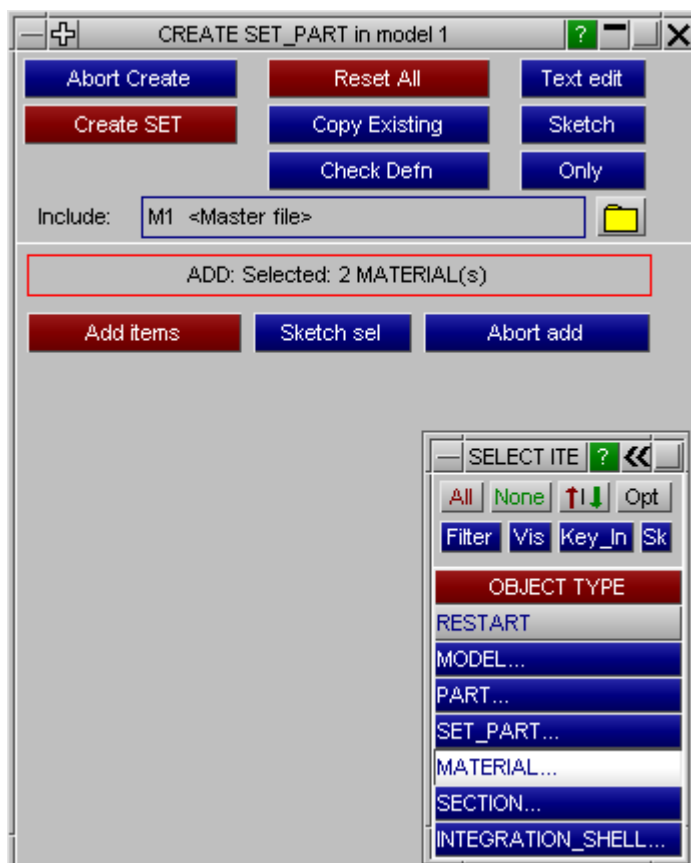 CREATE SET_PART in model 1 ?
Abort Create Reset All Text edit
Create SET Copy Existing Sketch
Check Defn Only
Include: M1 <Master file>
ADD: Selected: 2 MATERIAL(s)
Add items Sketch sel Abort add
SELECT ITE ?
All None Opt
Filter Vis Key_In Sk
OBJECT TYPE
RESTART
MODEL...
PART...
SET_PART...
MATERIAL...
SECTION...
INTEGRATION_SHELL...